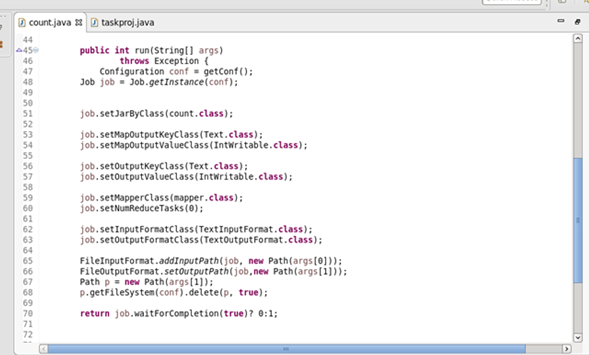 count.java
taskproj.java
44
45 public int run(String[] args)
46 throws Exception {
47 Configuration conf = getConf();
48 Job job = Job.getInstance(conf);
49
50
51 job.setJarByClass(count.class);
52
53 job.setMapOutputKeyClass(Text.class);
54 job.setMapOutputValueClass(IntWritable.class);
55
56 job.setOutputKeyClass(Text.class);
57 job.setOutputValueClass(IntWritable.class);
58
59 job.setMapperClass(mapper.class);
60 job.setNumReduceTasks(0);
61
62 job.setInputFormatClass(TextInputFormat.class);
63 job.setOutputFormatClass(TextOutputFormat.class);
64
65 FileInputFormat.addInputPath(job, new Path(args[0]));
66 FileOutputFormat.setOutputPath(job,new Path(args[1]));
67 Path p = new Path(args[1]);
68 p.getFileSystem(conf).delete(p, true);
69
70 return job.waitForCompletion(true)? 0:1;
71
72